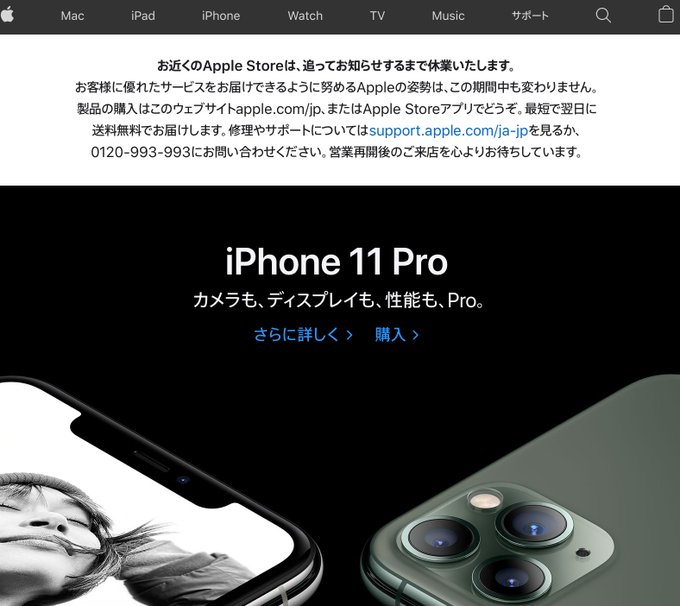 Mac iPad iPhone Watch TV Music サポート
お近くのApple Storeは、追ってお知らせするまで休業いたします。
お客様に優れたサービスをお届けできるように努めるAppleの姿勢は、この期間中も変わりません。
製品の購入はこのウェブサイトapple.com/jp、またはApple Storeアプリでどうぞ。最短で翌日に
送料無料でお届けします。修理やサポートについてはsupport.apple.com/ja-jpを見るか、
0120-993-993にお問い合わせください。営業再開後のご来店を心よりお待ちしています。
iPhone 11 Pro
カメラも、ディスプレイも、性能も、Pro。
さらに詳しく > 購入 >